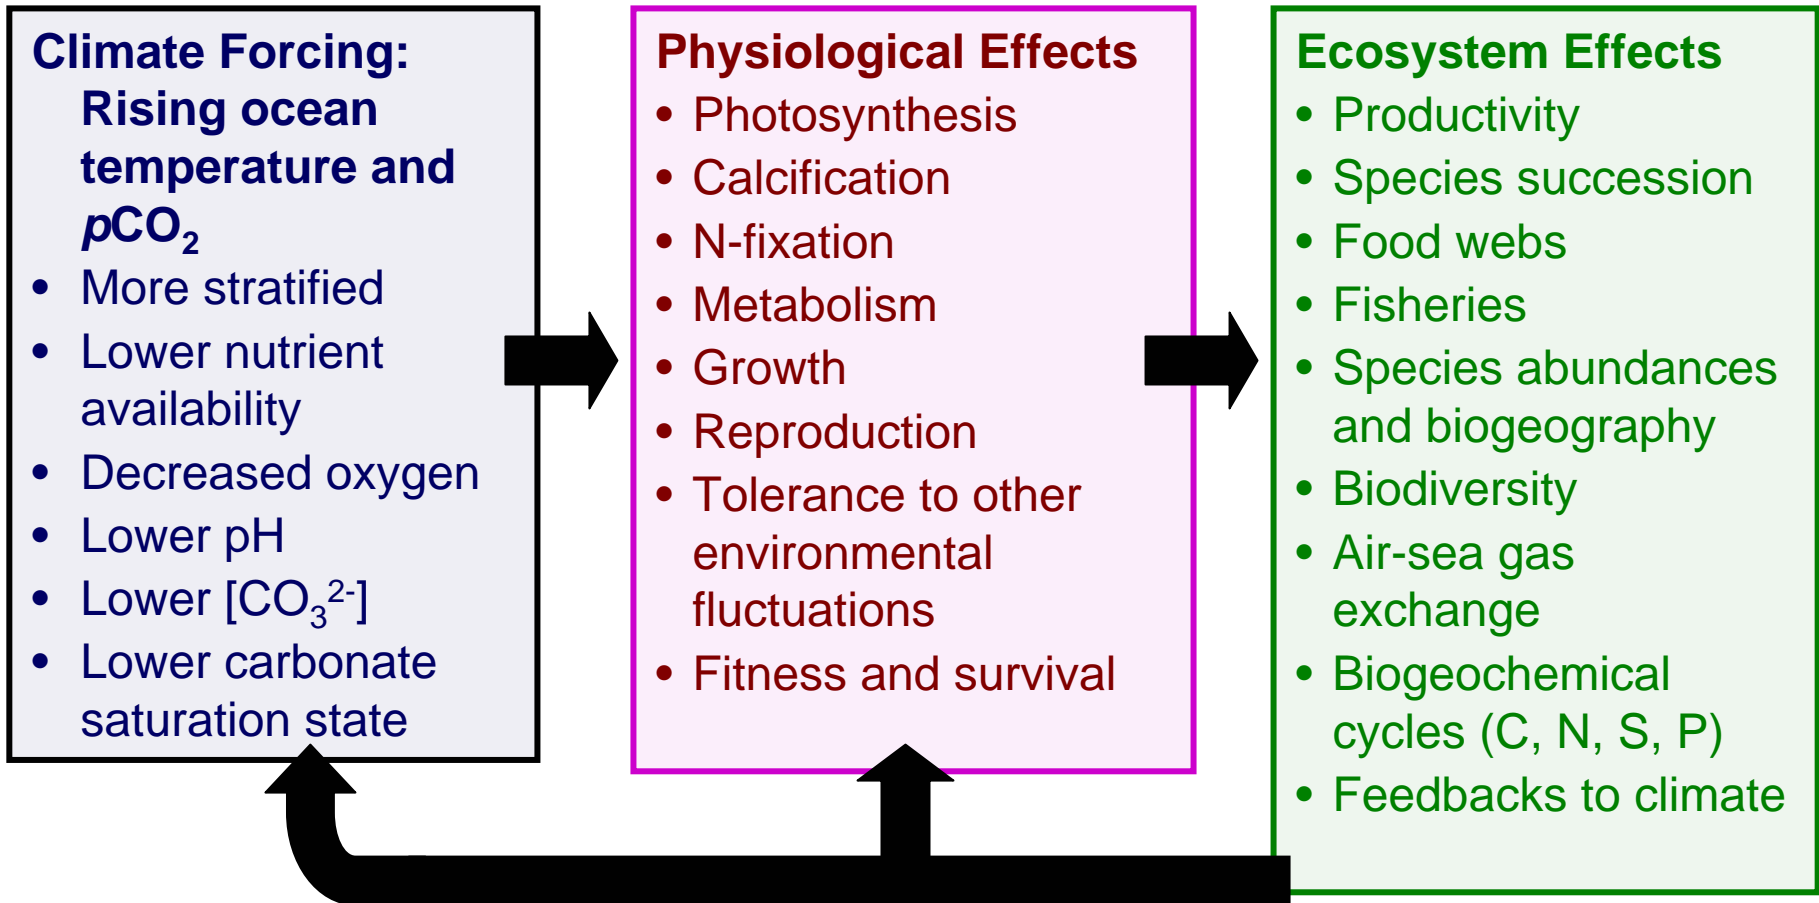 Climate Forcing:
Rising ocean
temperature and
pCO₂
• More stratified
• Lower nutrient
availability
• Decreased oxygen
• Lower pH
• Lower [CO₃²⁻]
• Lower carbonate
saturation state
Physiological Effects
• Photosynthesis
• Calcification
• N-fixation
• Metabolism
• Growth
• Reproduction
• Tolerance to other
environmental
fluctuations
• Fitness and survival
Ecosystem Effects
• Productivity
• Species succession
• Food webs
• Fisheries
• Species abundances
and biogeography
• Biodiversity
• Air-sea gas
exchange
• Biogeochemical
cycles (C, N, S, P)
• Feedbacks to climate